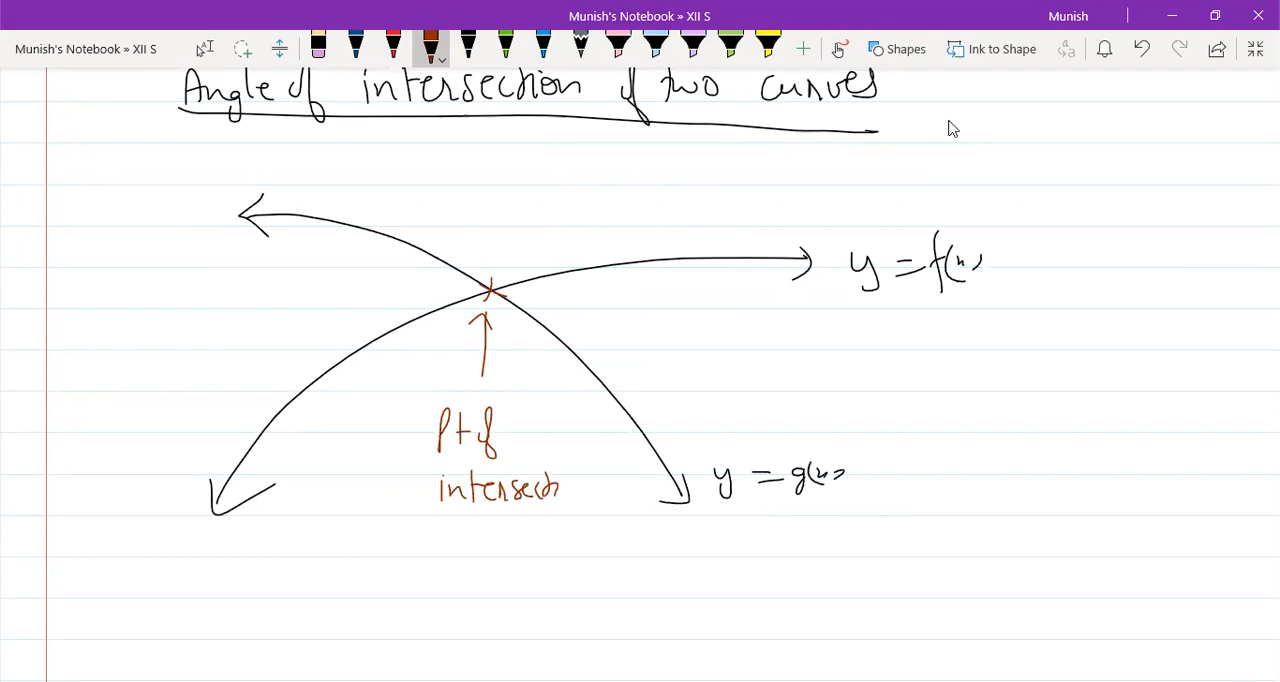 Munish's Notebook » XII S
Munish
Munish's Notebook » XII S
Shapes
Ink to Shape
Angle of intersection of two curves
y = f(x)
Pt of
intersect
y = g(x)